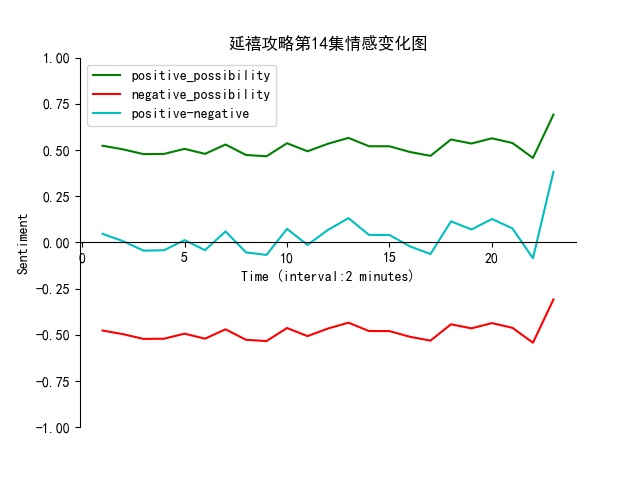 延禧攻略第14集情感变化图
1.00
positive_possibility
negative_possibility
positive-negative
0.75
0.50
0.25
0.00
-0.25
-0.50
-0.75
-1.00
Sentiment
0 5 10 15 20
Time (interval:2 minutes)